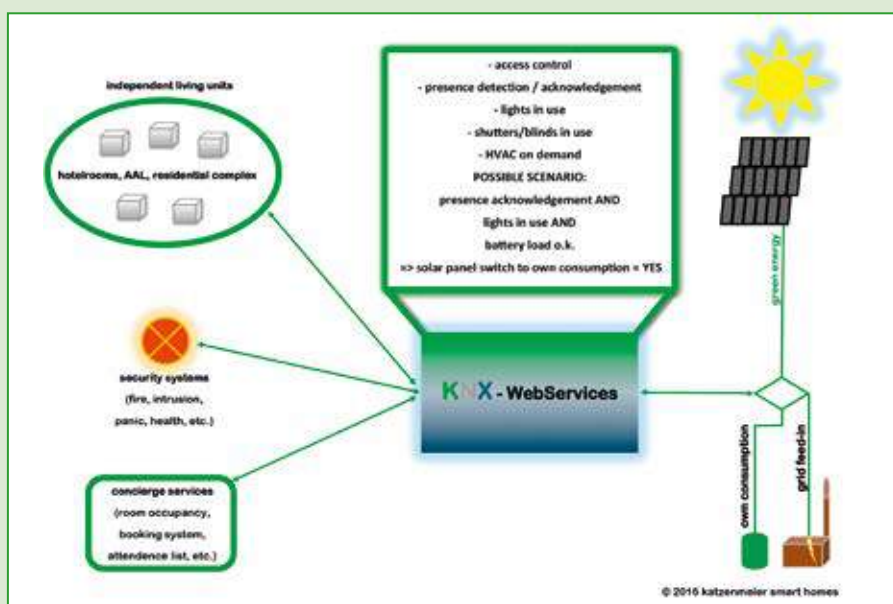 independent living units
hotelrooms, AAL, residential complex
security systems
(fire, intrusion,
panic, health, etc.)
concierge services
(room occupancy,
booking system,
attendence list, etc.)
- access control
- presence detection / acknowledgement
- lights in use
- shutters/blinds in use
- HVAC on demand
POSSIBLE SCENARIO:
presence acknowledgement AND
lights in use AND
battery load o.k.
=> solar panel switch to own consumption = YES
KNX - WebServices
green energy
own consumption
grid feed-in
© 2016 katzenmeier smart homes